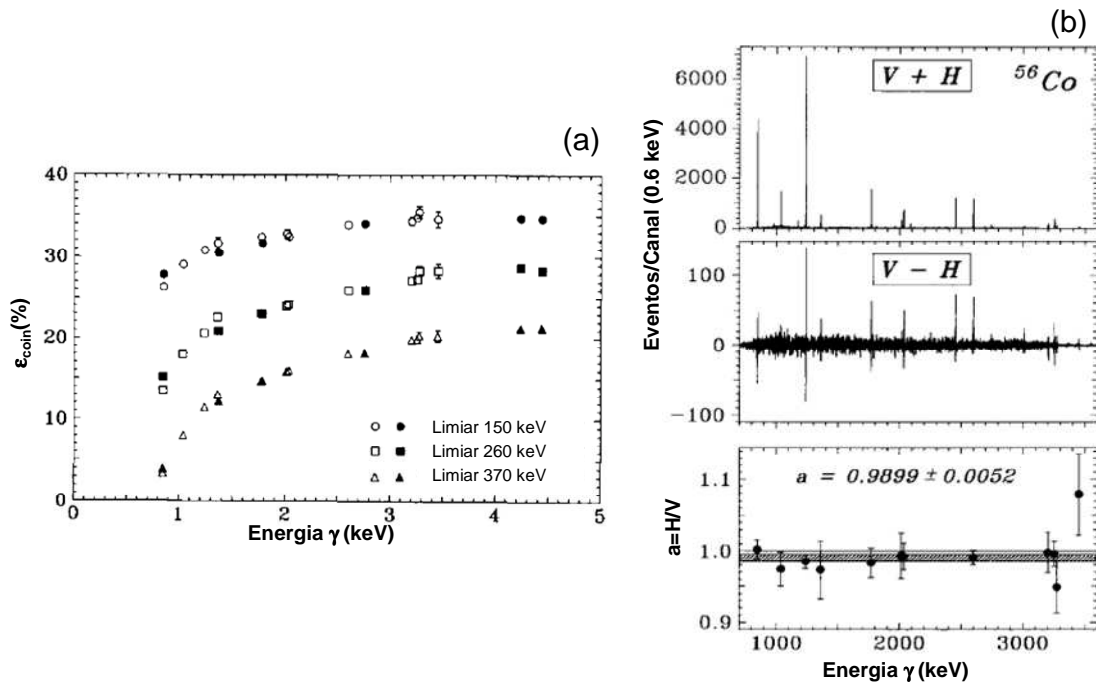 (a)
ε_coin(%)
40
30
20
10
0
0 1 2 3 4 5
Energia γ (keV)
Limiar 150 keV
Limiar 260 keV
Limiar 370 keV
(b)
V + H
⁵⁶Co
6000
4000
2000
0
Eventos/Canal (0.6 keV)
V − H
100
0
−100
a = 0.9899 ± 0.0052
a=H/V
1.1
1.0
0.9
1000 2000 3000
Energia γ (keV)